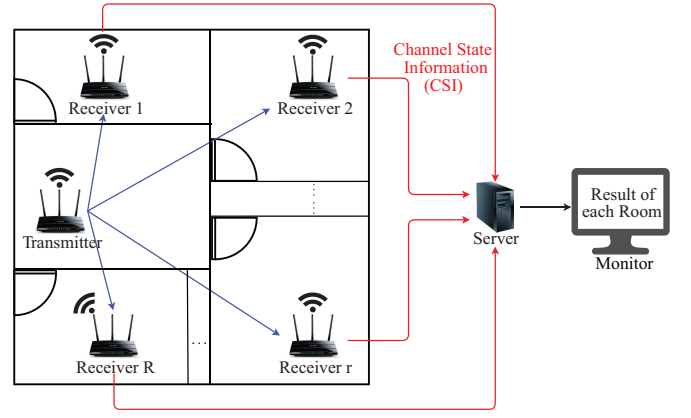 Receiver 1
Receiver 2
Channel State
Information
(CSI)
Transmitter
Server
Result of
each Room
Monitor
Receiver R
...
Receiver r